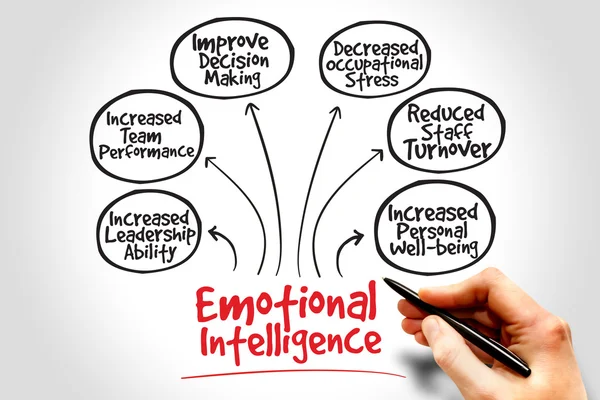 Improve
Decision
Making
Decreased
Occupational
Stress
Increased
Team
Performance
Reduced
Staff
Turnover
Increased
Leadership
Ability
Increased
Personal
Well-being
Emotional
Intelligence